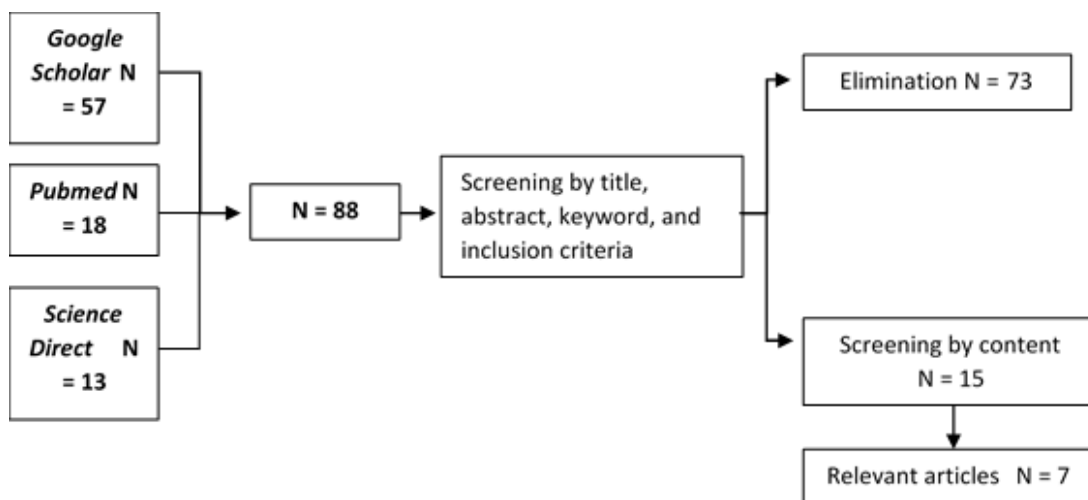 Google
Scholar N
= 57
Pubmed N
= 18
Science
Direct N
= 13
N = 88
Screening by title,
abstract, keyword, and
inclusion criteria
Elimination N = 73
Screening by content
N = 15
Relevant articles N = 7